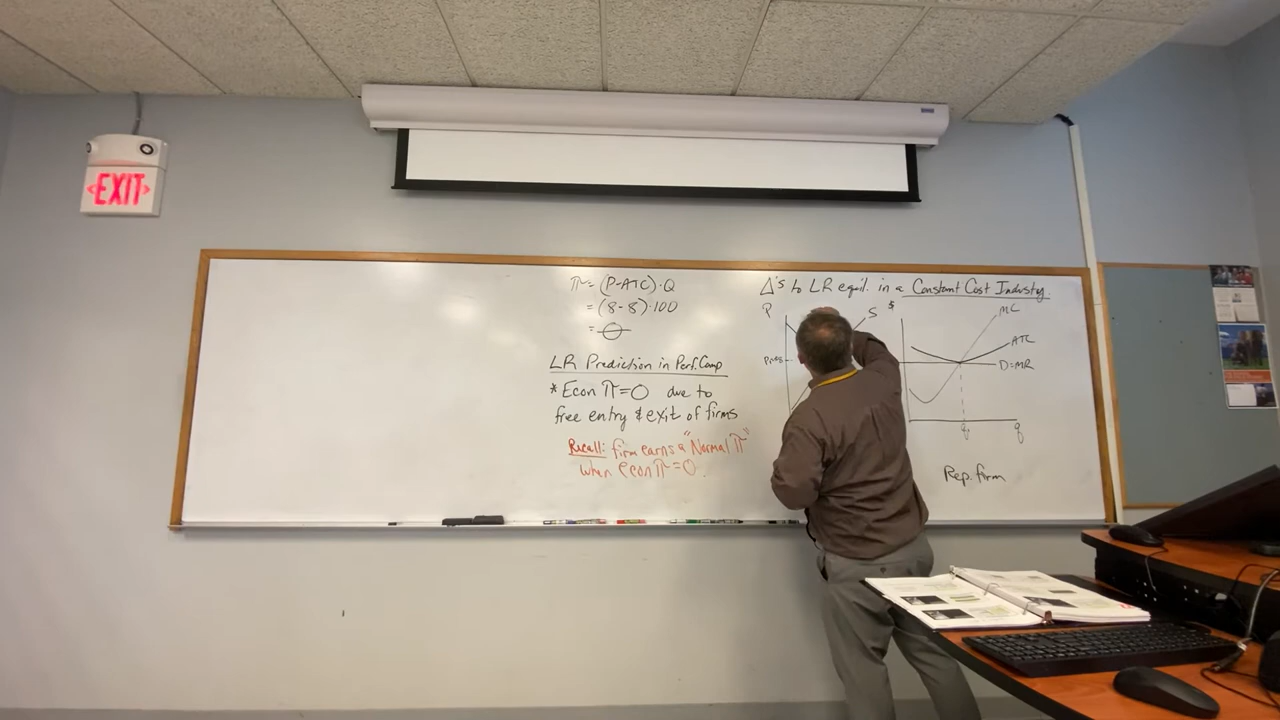 EXIT
π = (P-ATC)·Q
= (8-8)·100
= 0
LR Prediction in Perf. Comp
* Econ π=0 due to
free entry & exit of firms
Recall: firm earns a "Normal π"
when econ π=0.
Δ's to LR equil. in a Constant Cost Industry
P
S
$
MC
ATC
D=MR
q
q
Rep. firm